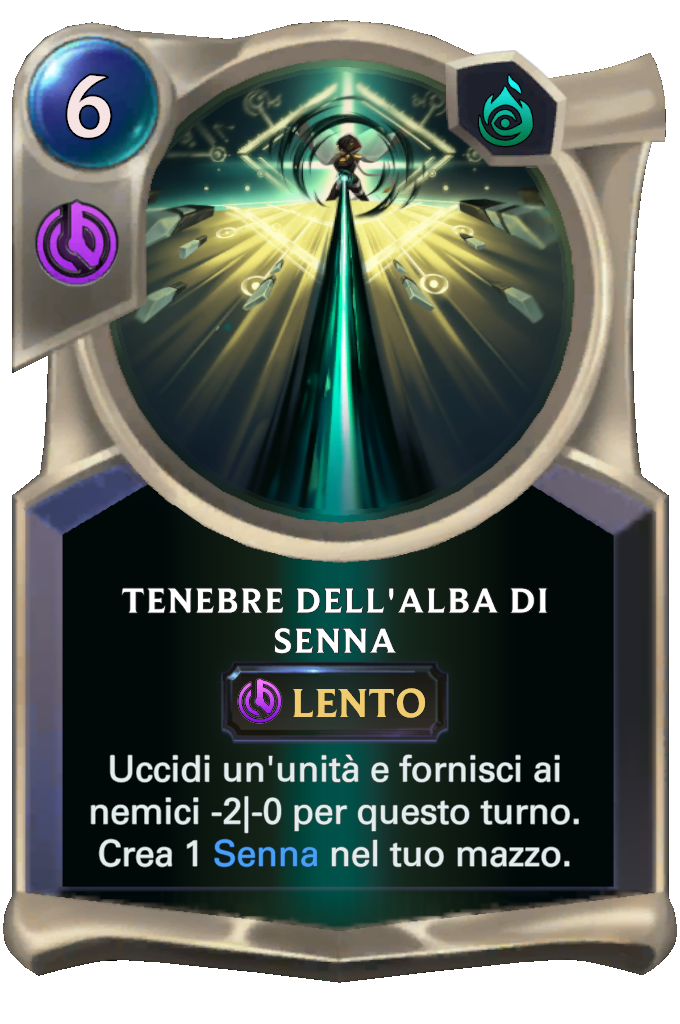 6
TENEBRE DELL'ALBA DI
SENNA
LENTO
Uccidi un'unità e fornisci ai
nemici -2|-0 per questo turno.
Crea 1 Senna nel tuo mazzo.